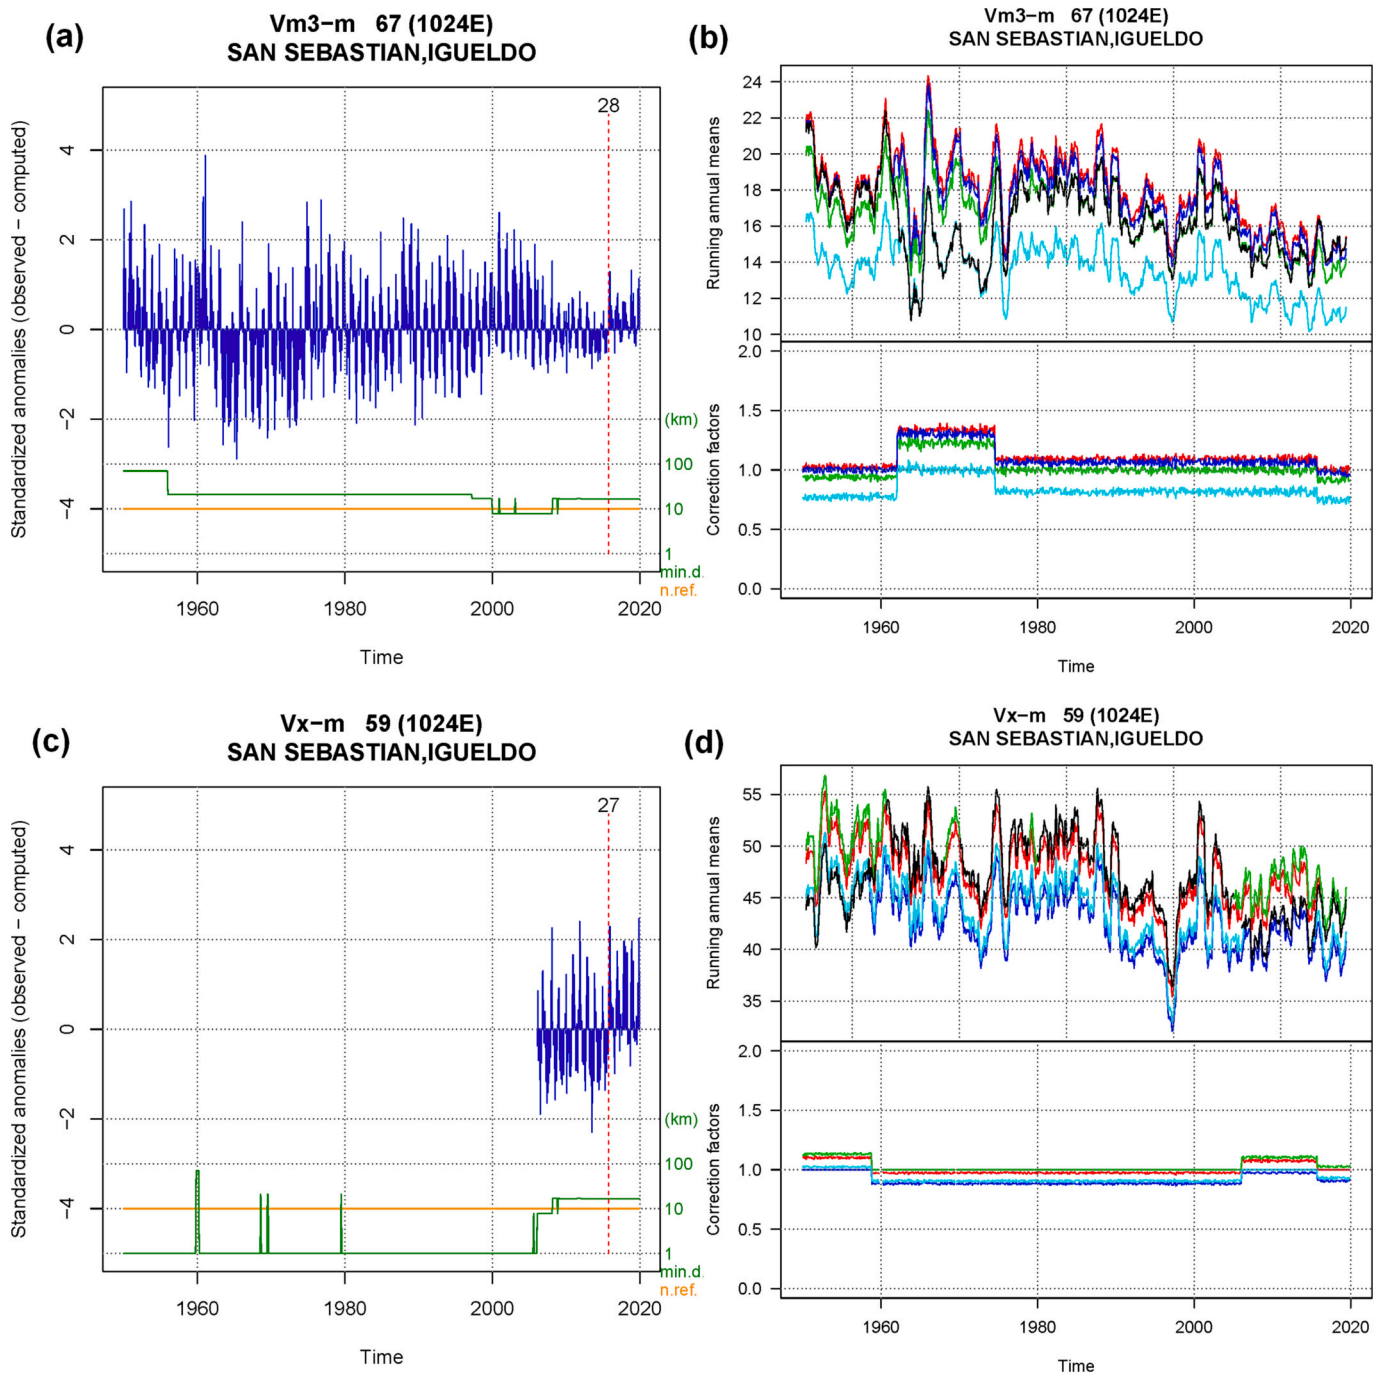 (a)
Vm3−m 67 (1024E)
SAN SEBASTIAN,IGUELDO
Standardized anomalies (observed − computed)
4
2
0
−2
−4
28
(km)
100
10
1
min.d.
n.ref.
1960 1980 2000 2020
Time
(b)
Vm3−m 67 (1024E)
SAN SEBASTIAN,IGUELDO
Running annual means
24
22
20
18
16
14
12
10
Correction factors
2.0
1.5
1.0
0.5
0.0
1960 1980 2000 2020
Time
(c)
Vx−m 59 (1024E)
SAN SEBASTIAN,IGUELDO
Standardized anomalies (observed − computed)
4
2
0
−2
−4
27
(km)
100
10
1
min.d.
n.ref.
1960 1980 2000 2020
Time
(d)
Vx−m 59 (1024E)
SAN SEBASTIAN,IGUELDO
Running annual means
55
50
45
40
35
Correction factors
2.0
1.5
1.0
0.5
0.0
1960 1980 2000 2020
Time